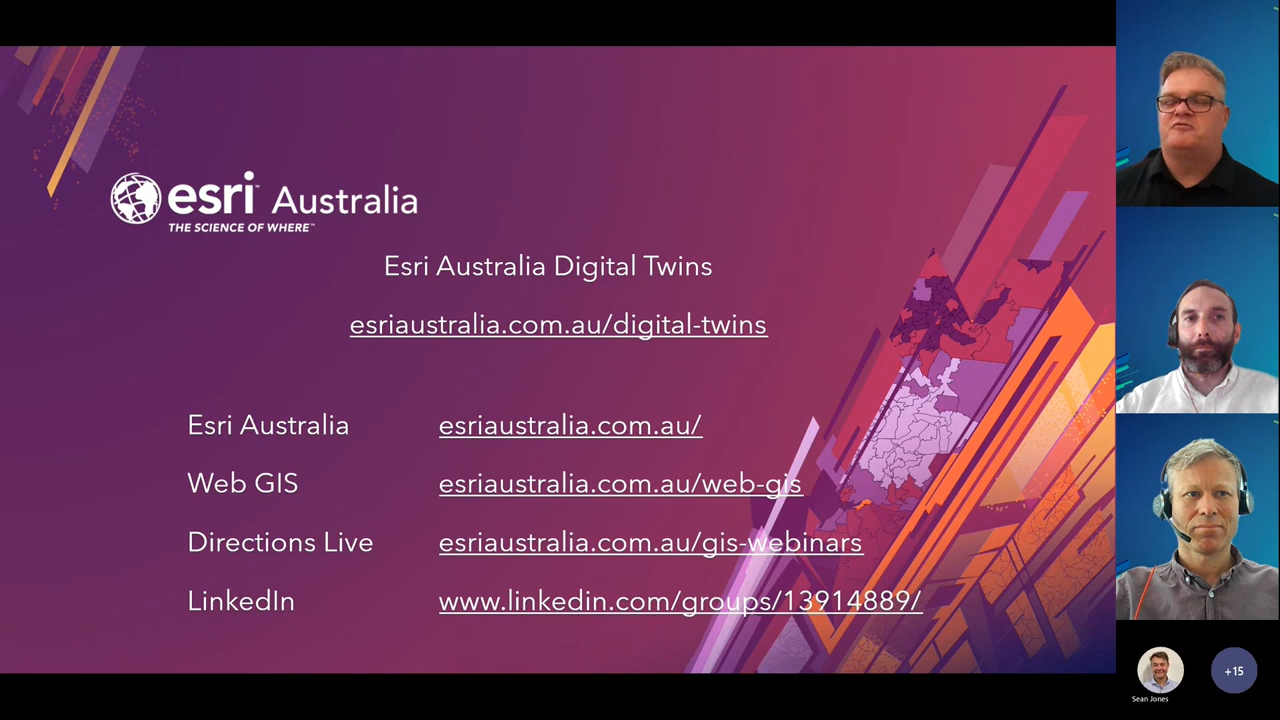 esri™ Australia
THE SCIENCE OF WHERE™
Esri Australia Digital Twins
esriaustralia.com.au/digital-twins
Esri Australia esriaustralia.com.au/
Web GIS esriaustralia.com.au/web-gis
Directions Live esriaustralia.com.au/gis-webinars
LinkedIn www.linkedin.com/groups/13914889/
+15
Sean Jones